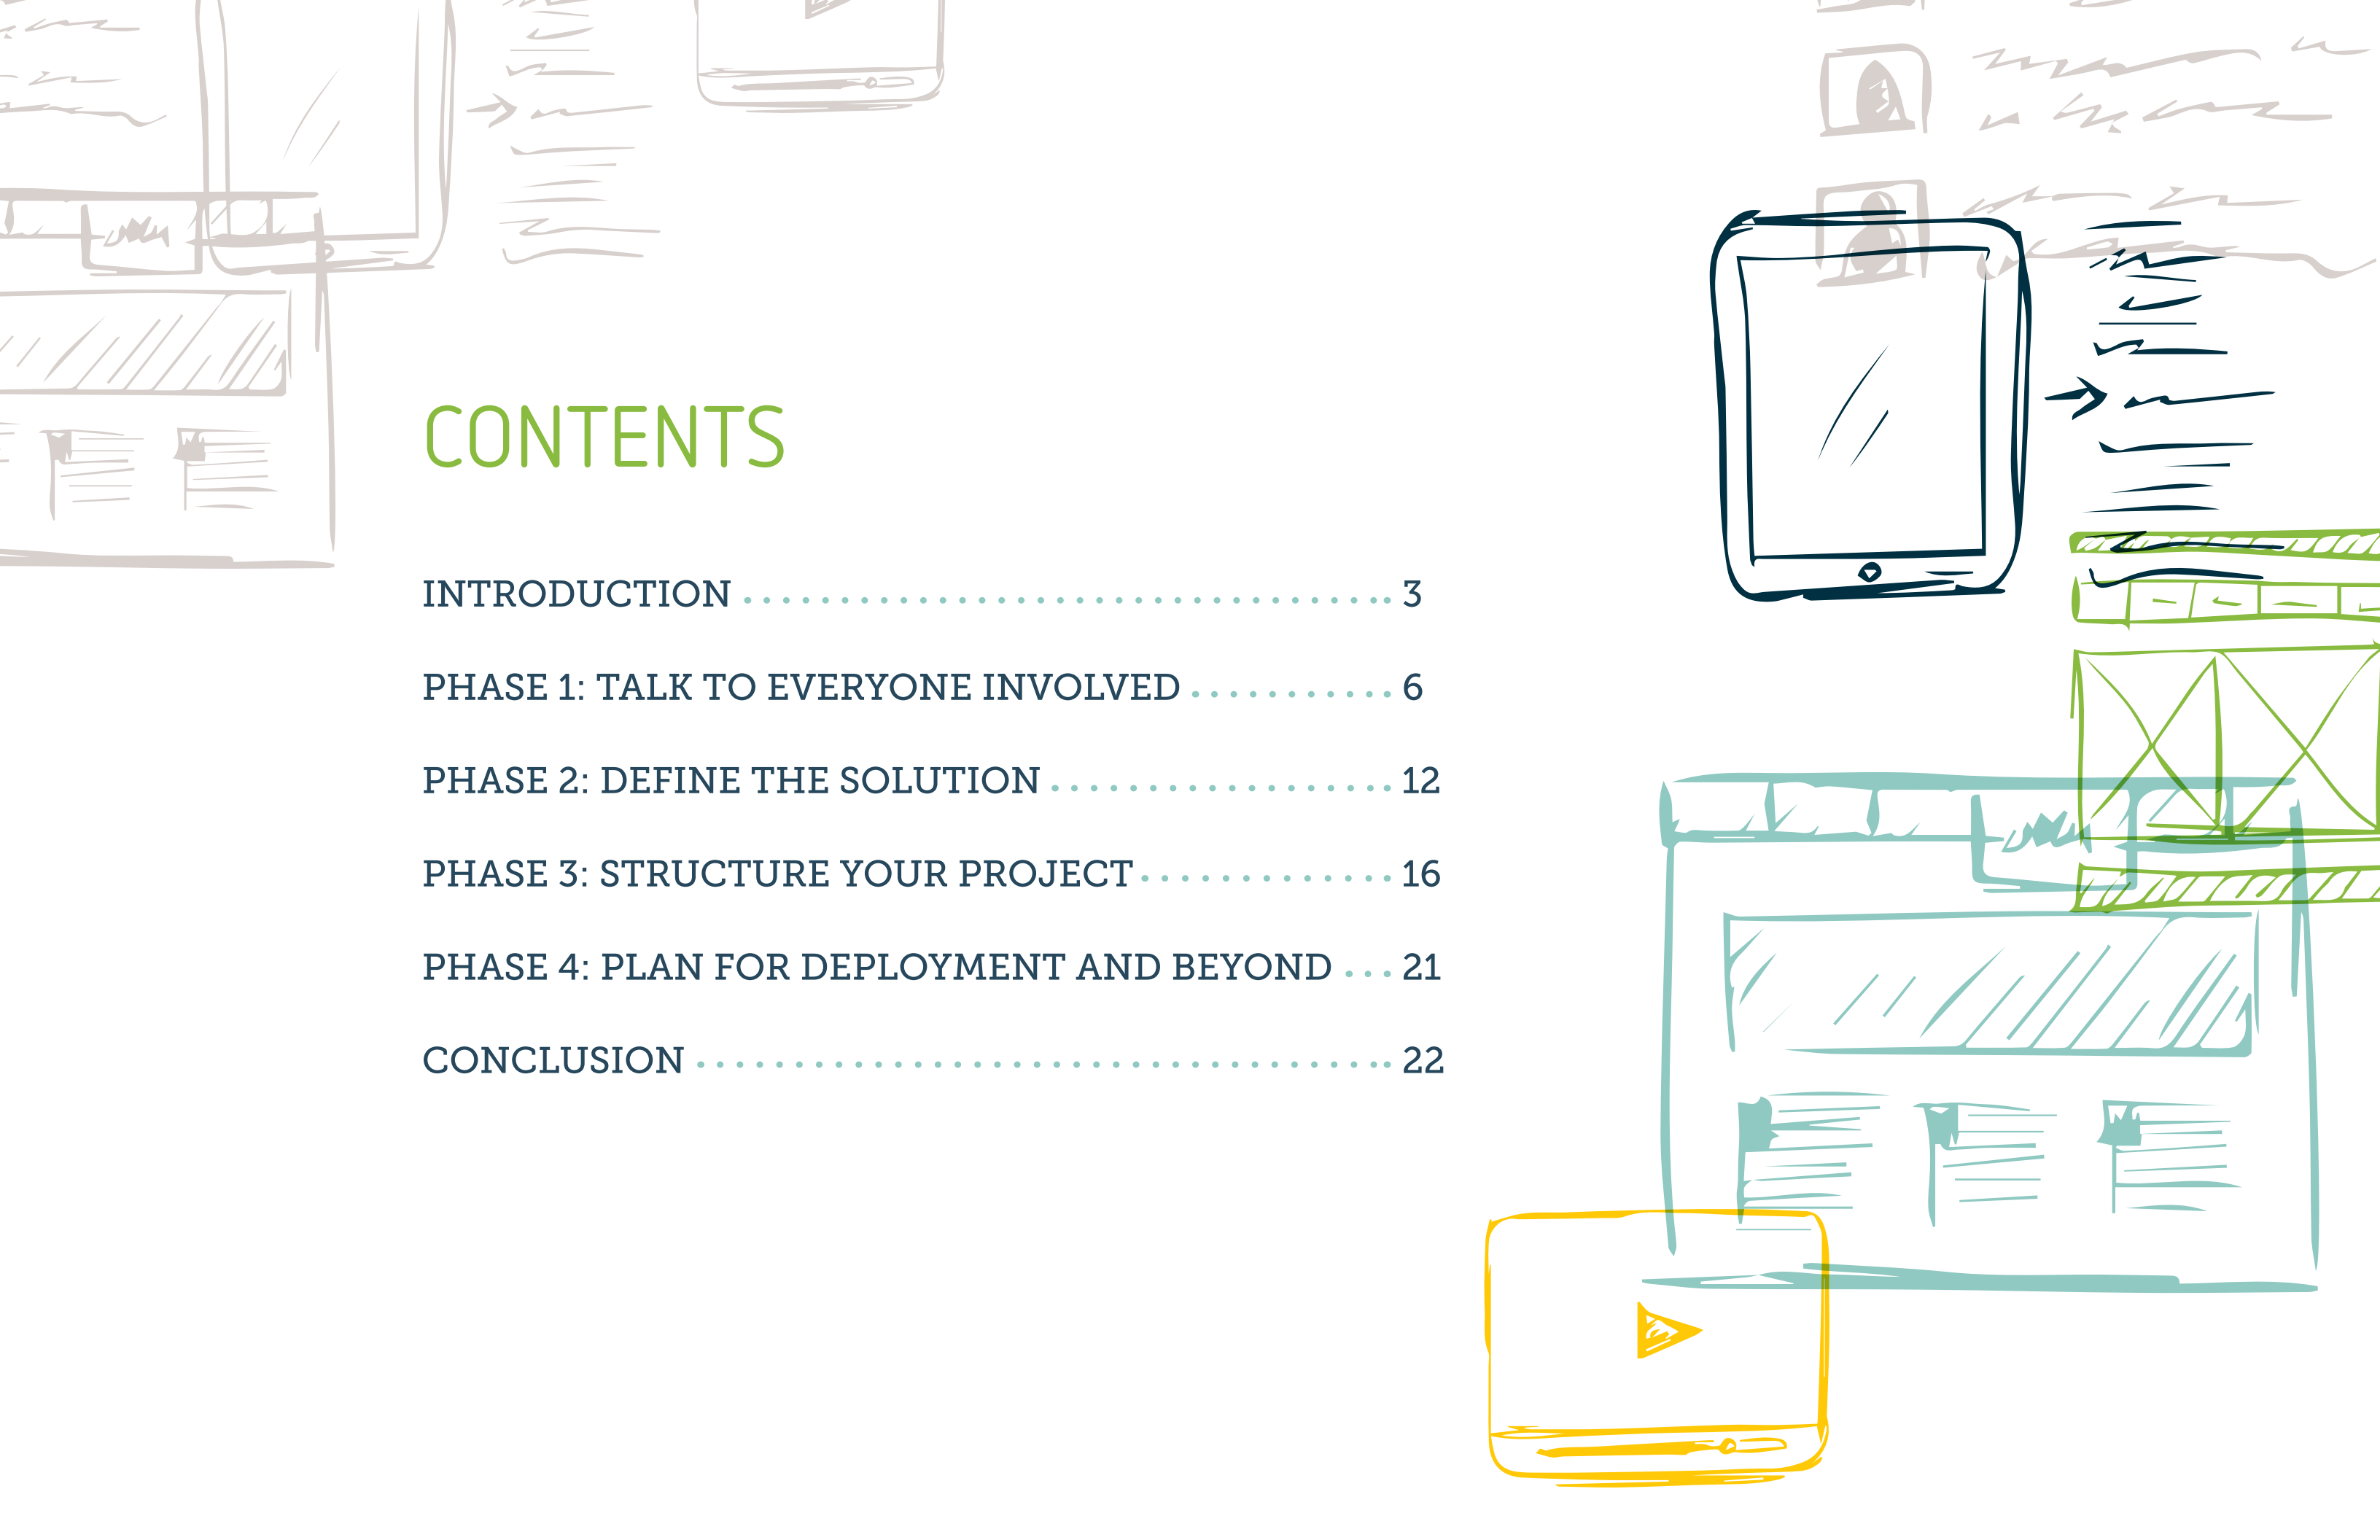 CONTENTS
INTRODUCTION 3
PHASE 1: TALK TO EVERYONE INVOLVED 6
PHASE 2: DEFINE THE SOLUTION 12
PHASE 3: STRUCTURE YOUR PROJECT 16
PHASE 4: PLAN FOR DEPLOYMENT AND BEYOND 21
CONCLUSION 22